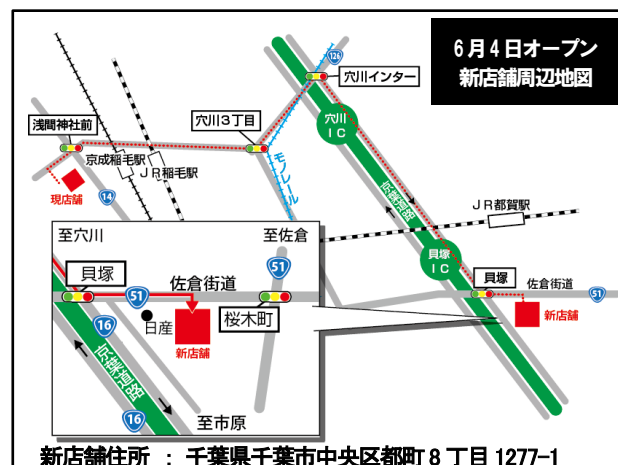 6月4日オープン
新店舗周辺地図
126
穴川インター
穴川3丁目
浅間神社前
穴川
IC
京成稲毛駅
JR稲毛駅
モノレール
現店舗
14
京葉道路
JR都賀駅
貝塚
IC
貝塚
佐倉街道
51
新店舗
至穴川
至佐倉
貝塚
51
佐倉街道
51
16
日産
新店舗
桜木町
京葉道路
16
至市原
新店舗住所 : 千葉県千葉市中央区都町8丁目1277-1